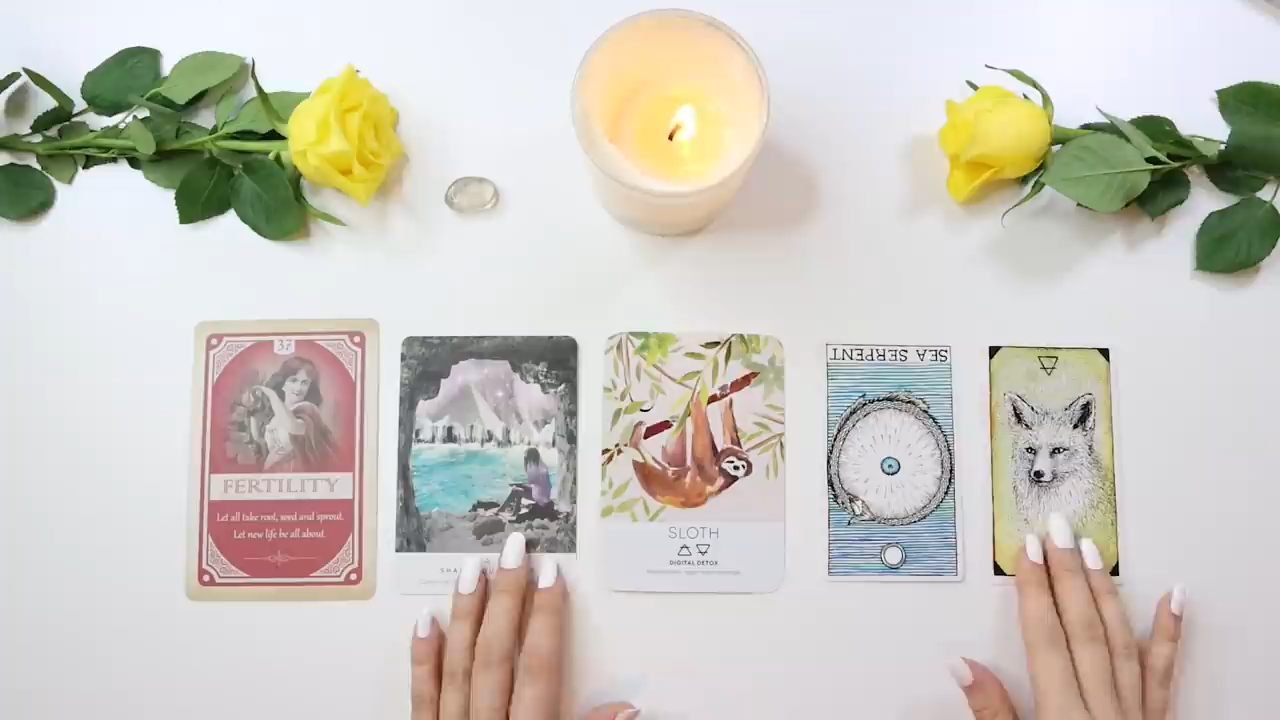 37
FERTILITY
Let all take root, seed and sprout.
Let new life be all about.
SLOTH
DIGITAL DETOX
SEA SERPENT